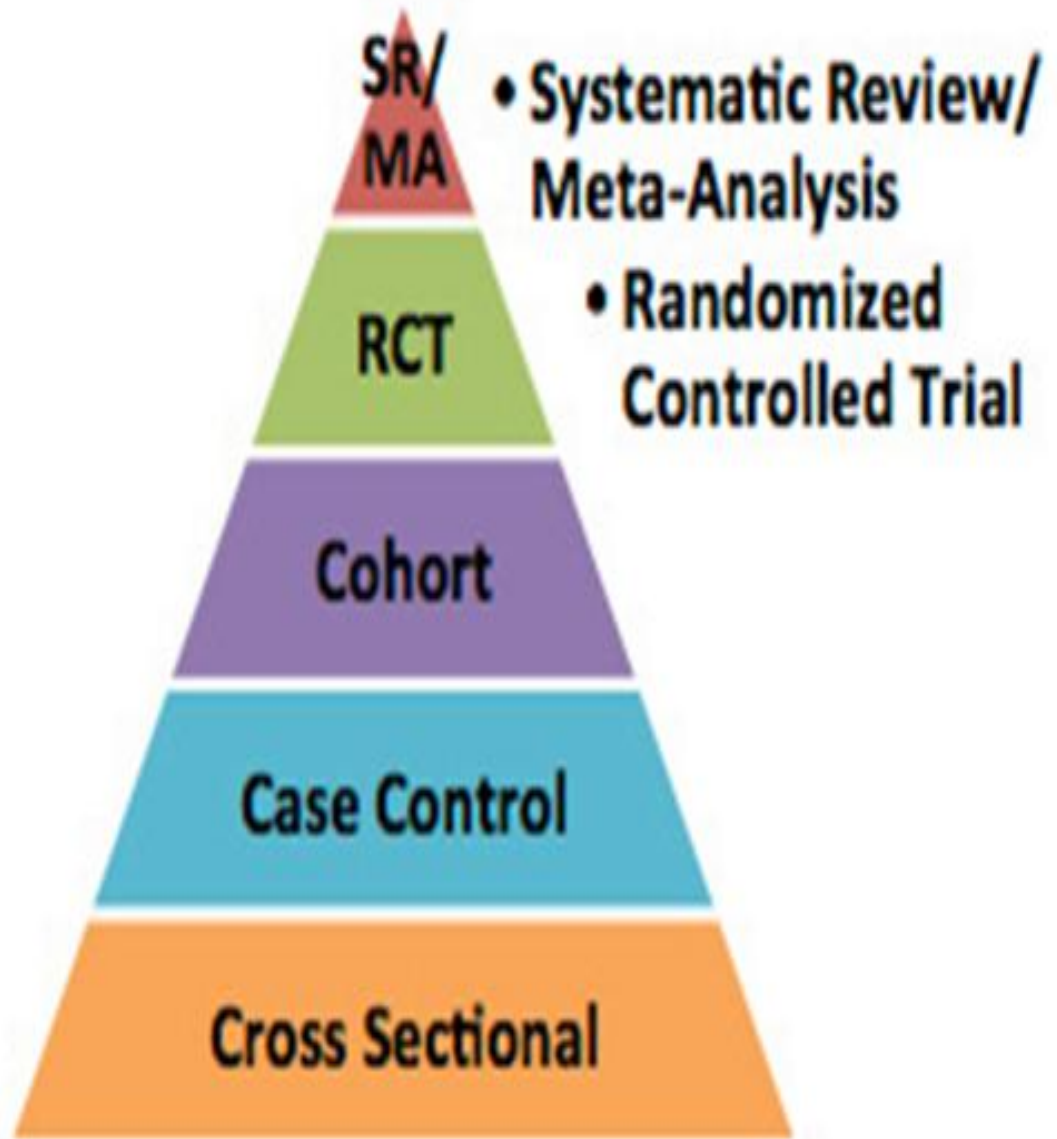 SR/
MA
• Systematic Review/
Meta-Analysis
RCT
• Randomized
Controlled Trial
Cohort
Case Control
Cross Sectional